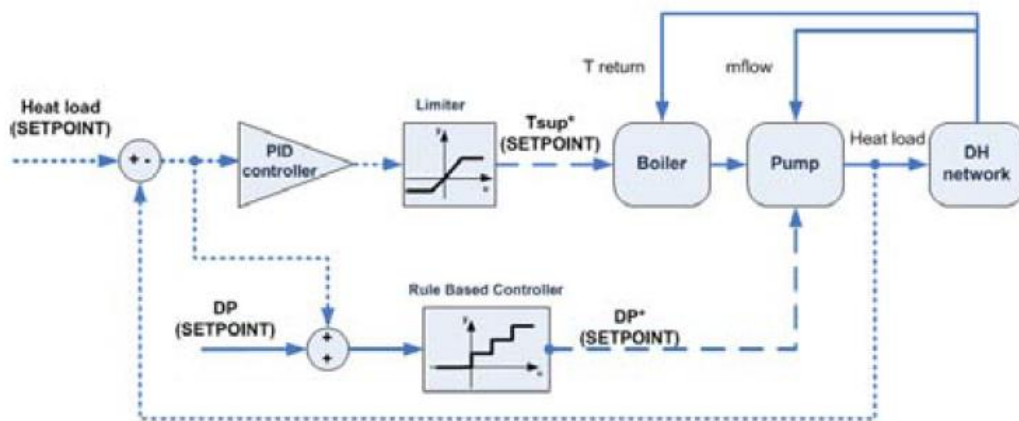 T return
mflow
Heat load
(SETPOINT)
Limiter
Tsup*
(SETPOINT)
Heat load
+ -
PID
controller
y
u
Boiler
Pump
DH
network
Rule Based Controller
DP
(SETPOINT)
+
+
y
u
DP*
(SETPOINT)